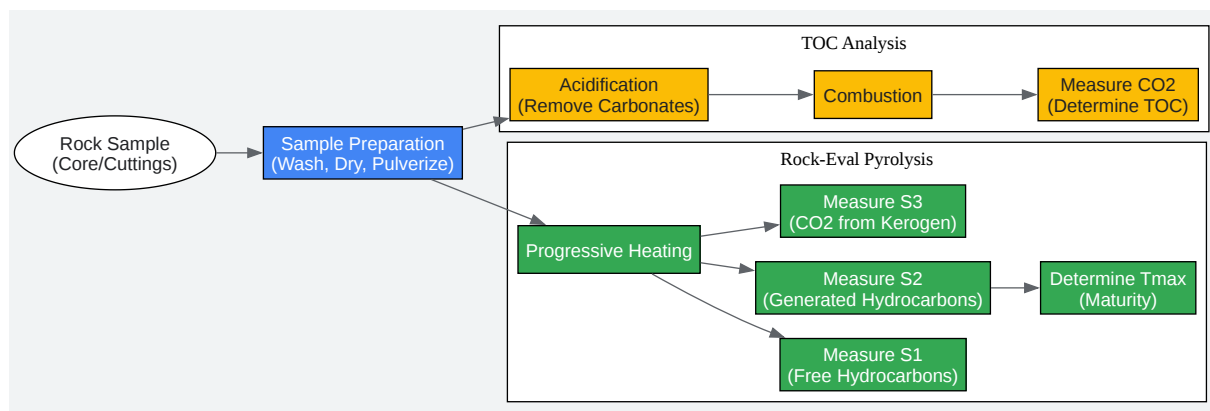 Rock Sample
(Core/Cuttings)
Sample Preparation
(Wash, Dry, Pulverize)
TOC Analysis
Acidification
(Remove Carbonates)
Combustion
Measure CO2
(Determine TOC)
Rock-Eval Pyrolysis
Progressive Heating
Measure S3
(CO2 from Kerogen)
Measure S2
(Generated Hydrocarbons)
Determine Tmax
(Maturity)
Measure S1
(Free Hydrocarbons)